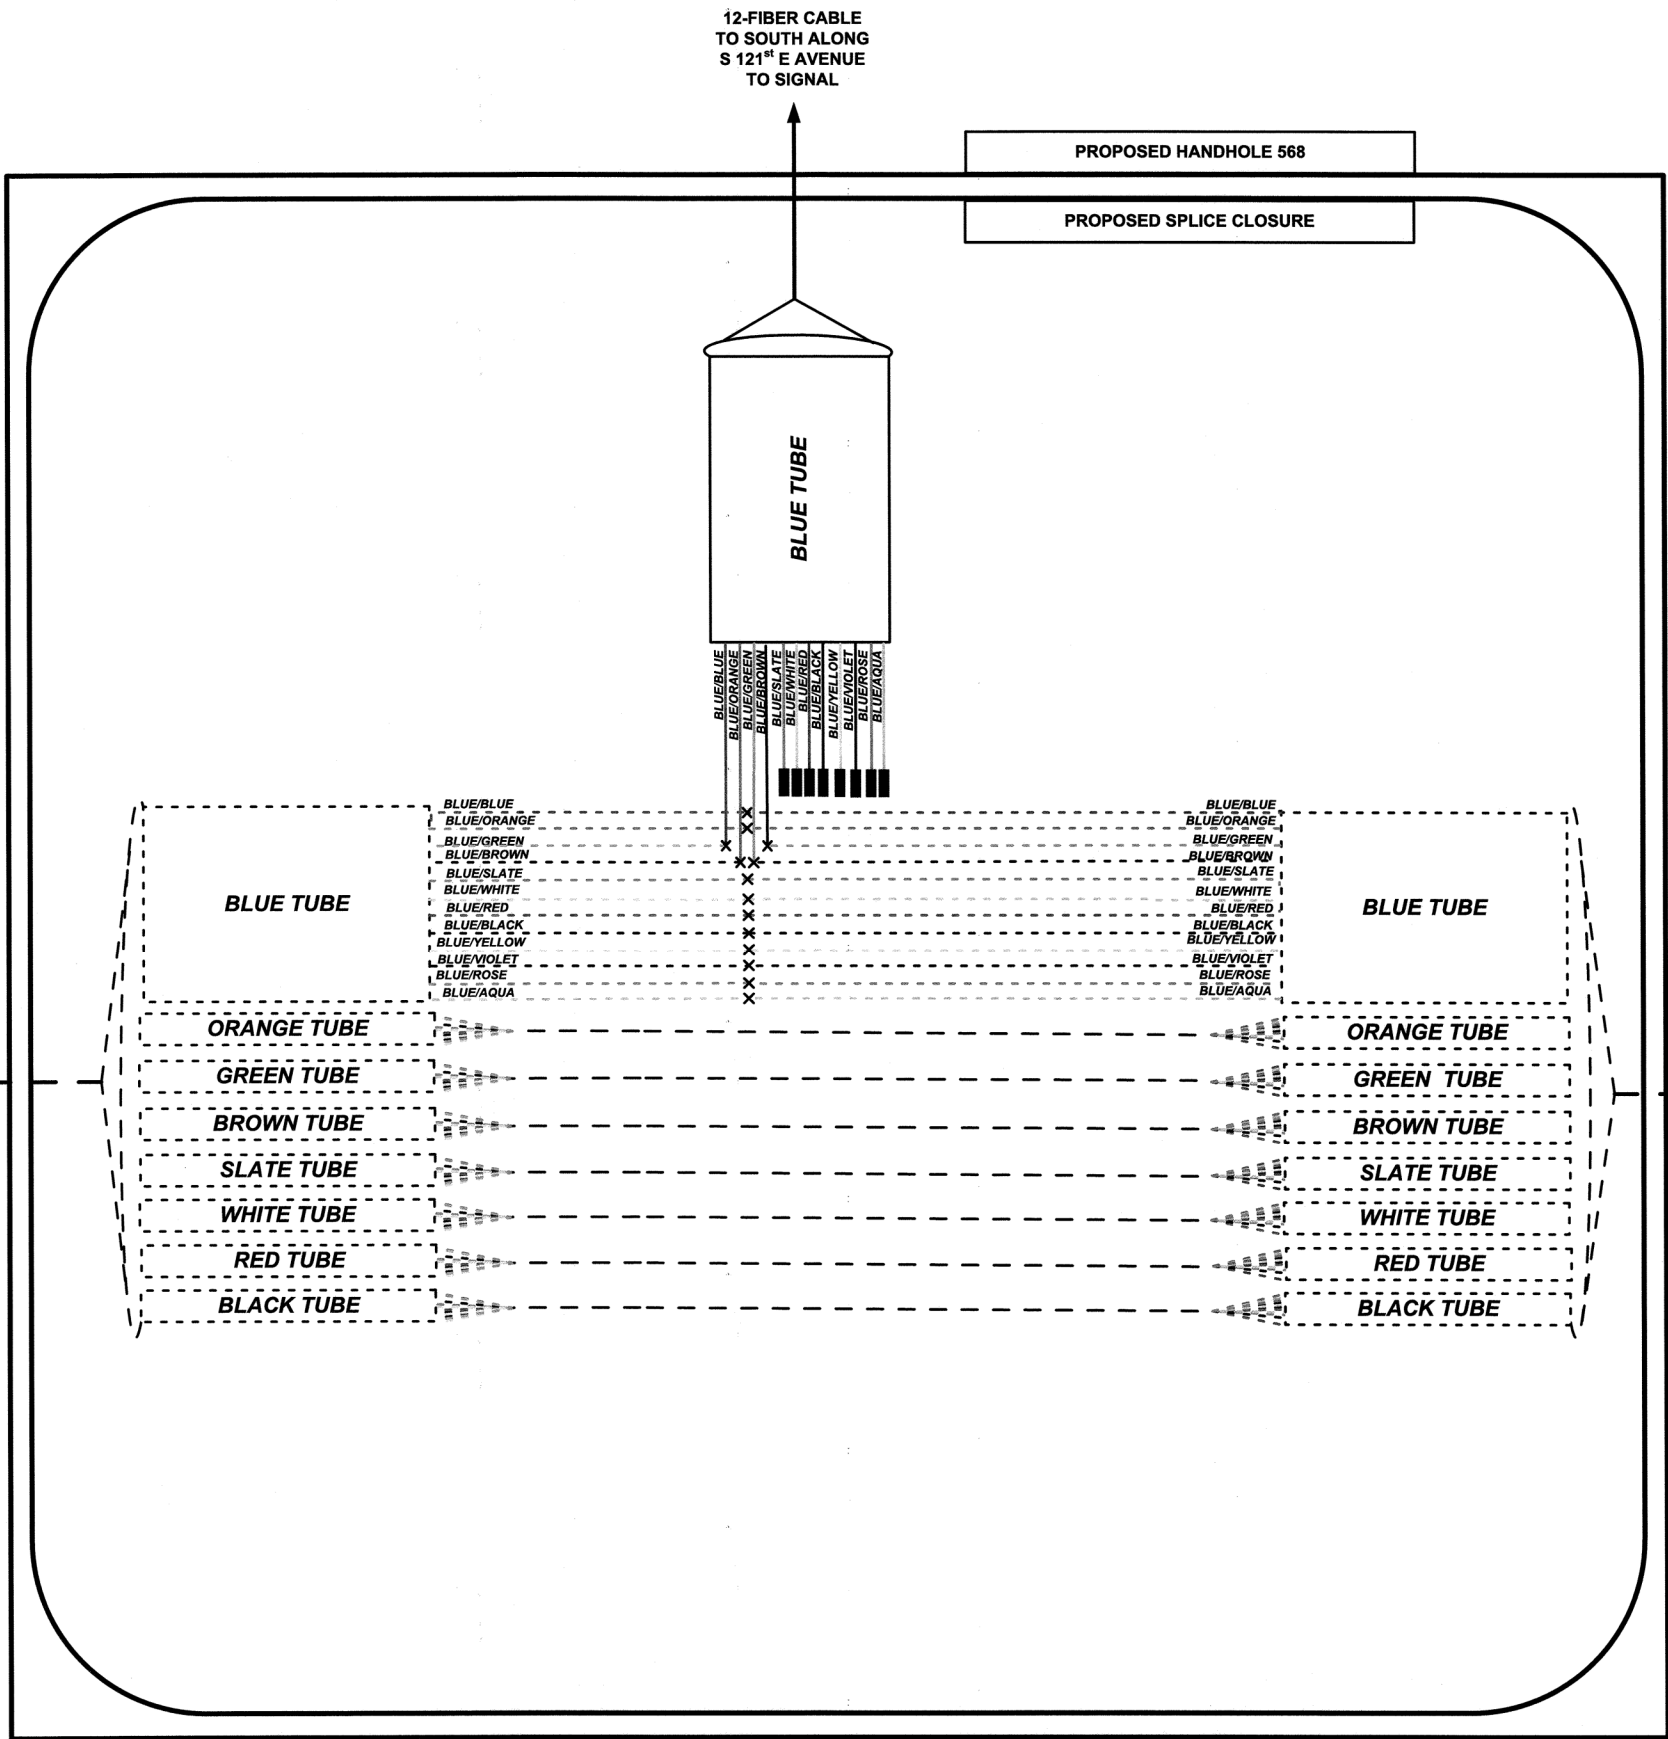 12-FIBER CABLE
TO SOUTH ALONG
S 121st E AVENUE
TO SIGNAL
PROPOSED HANDHOLE 568
PROPOSED SPLICE CLOSURE
BLUE TUBE
BLUE/BLUE
BLUE/ORANGE
BLUE/GREEN
BLUE/BROWN
BLUE/SLATE
BLUE/WHITE
BLUE/RED
BLUE/BLACK
BLUE/YELLOW
BLUE/VIOLET
BLUE/ROSE
BLUE/AQUA
BLUE TUBE
BLUE/BLUE
BLUE/ORANGE
BLUE/GREEN
BLUE/BROWN
BLUE/SLATE
BLUE/WHITE
BLUE/RED
BLUE/BLACK
BLUE/YELLOW
BLUE/VIOLET
BLUE/ROSE
BLUE/AQUA
ORANGE TUBE
GREEN TUBE
BROWN TUBE
SLATE TUBE
WHITE TUBE
RED TUBE
BLACK TUBE
BLUE/BLUE
BLUE/ORANGE
BLUE/GREEN
BLUE/BROWN
BLUE/SLATE
BLUE/WHITE
BLUE/RED
BLUE/BLACK
BLUE/YELLOW
BLUE/VIOLET
BLUE/ROSE
BLUE/AQUA
BLUE TUBE
ORANGE TUBE
GREEN TUBE
BROWN TUBE
SLATE TUBE
WHITE TUBE
RED TUBE
BLACK TUBE